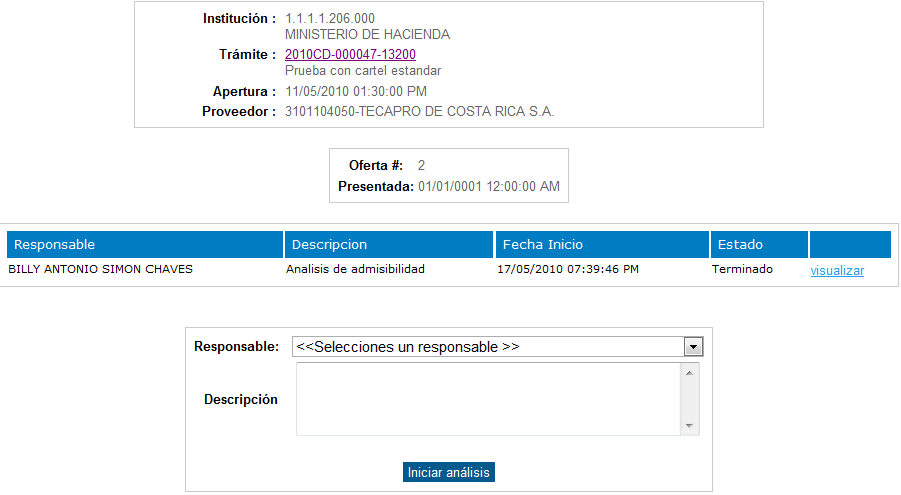 Institución : 1.1.1.1.206.000
MINISTERIO DE HACIENDA
Trámite : 2010CD-000047-13200
Prueba con cartel estandar
Apertura : 11/05/2010 01:30:00 PM
Proveedor : 3101104050-TECAPRO DE COSTA RICA S.A.
Oferta #: 2
Presentada: 01/01/0001 12:00:00 AM
Responsable Descripcion Fecha Inicio Estado
BILLY ANTONIO SIMON CHAVES Analisis de admisibilidad 17/05/2010 07:39:46 PM Terminado visualizar
Responsable: <<Selecciones un responsable >>
Descripción
Iniciar análisis